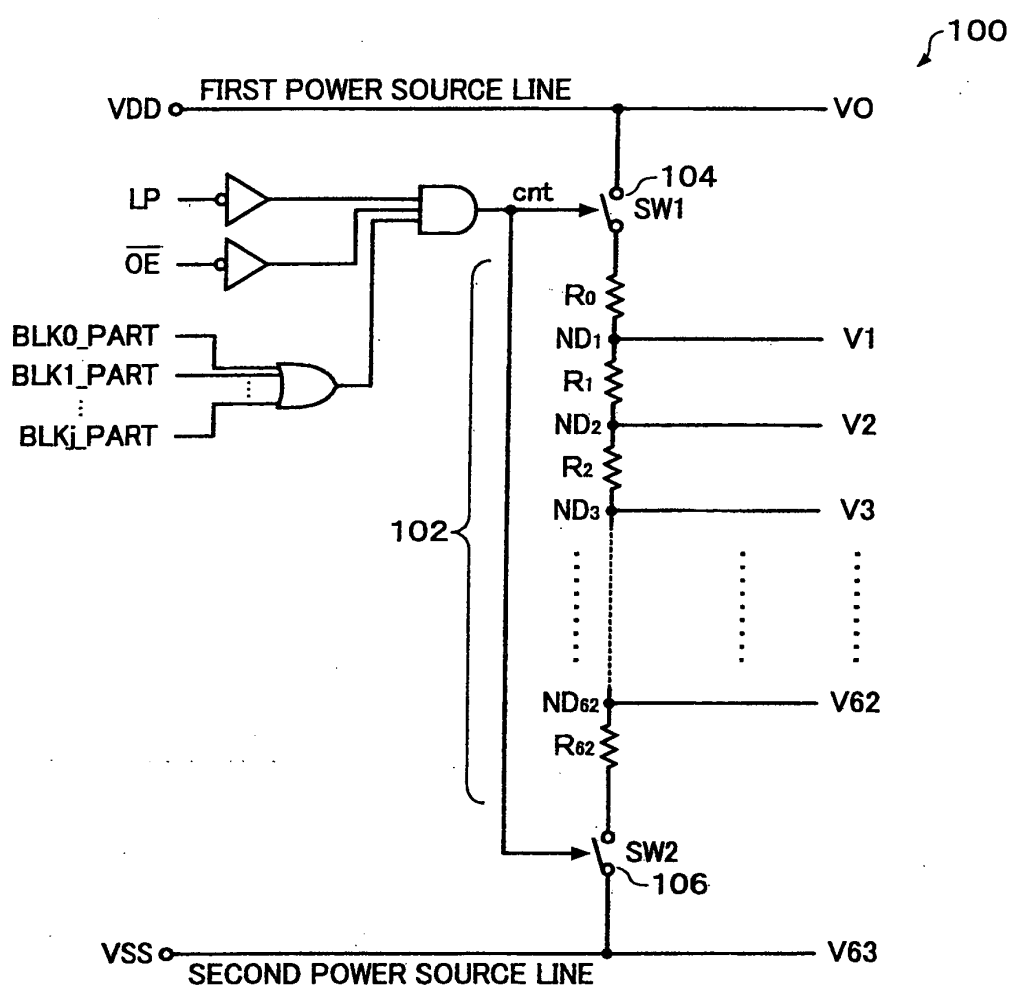 100
FIRST POWER SOURCE LINE
VDD VO
LP cnt 104
SW1
O̅E̅
R0
BLK0_PART ND1 V1
BLK1_PART R1
BLKj_PART ND2 V2
R2
ND3 V3
102
ND62 V62
R62
SW2
106
VSS V63
SECOND POWER SOURCE LINE